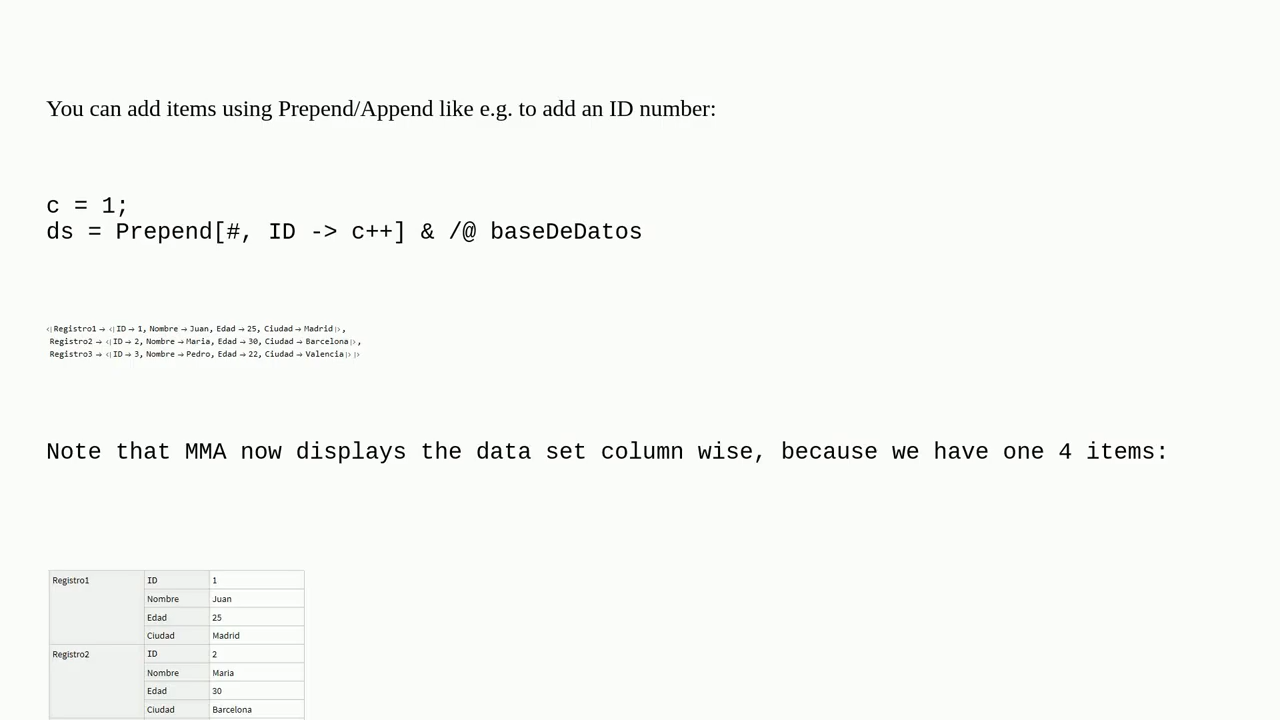 You can add items using Prepend/Append like e.g. to add an ID number:
c = 1;
ds = Prepend[#, ID -> c++] & /@ baseDeDatos
<|Registro1 → <|ID → 1, Nombre → Juan, Edad → 25, Ciudad → Madrid|>,
Registro2 → <|ID → 2, Nombre → Maria, Edad → 30, Ciudad → Barcelona|>,
Registro3 → <|ID → 3, Nombre → Pedro, Edad → 22, Ciudad → Valencia|>|>
Note that MMA now displays the data set column wise, because we have one 4 items:
Registro1 ID 1
Nombre Juan
Edad 25
Ciudad Madrid
Registro2 ID 2
Nombre Maria
Edad 30
Ciudad Barcelona